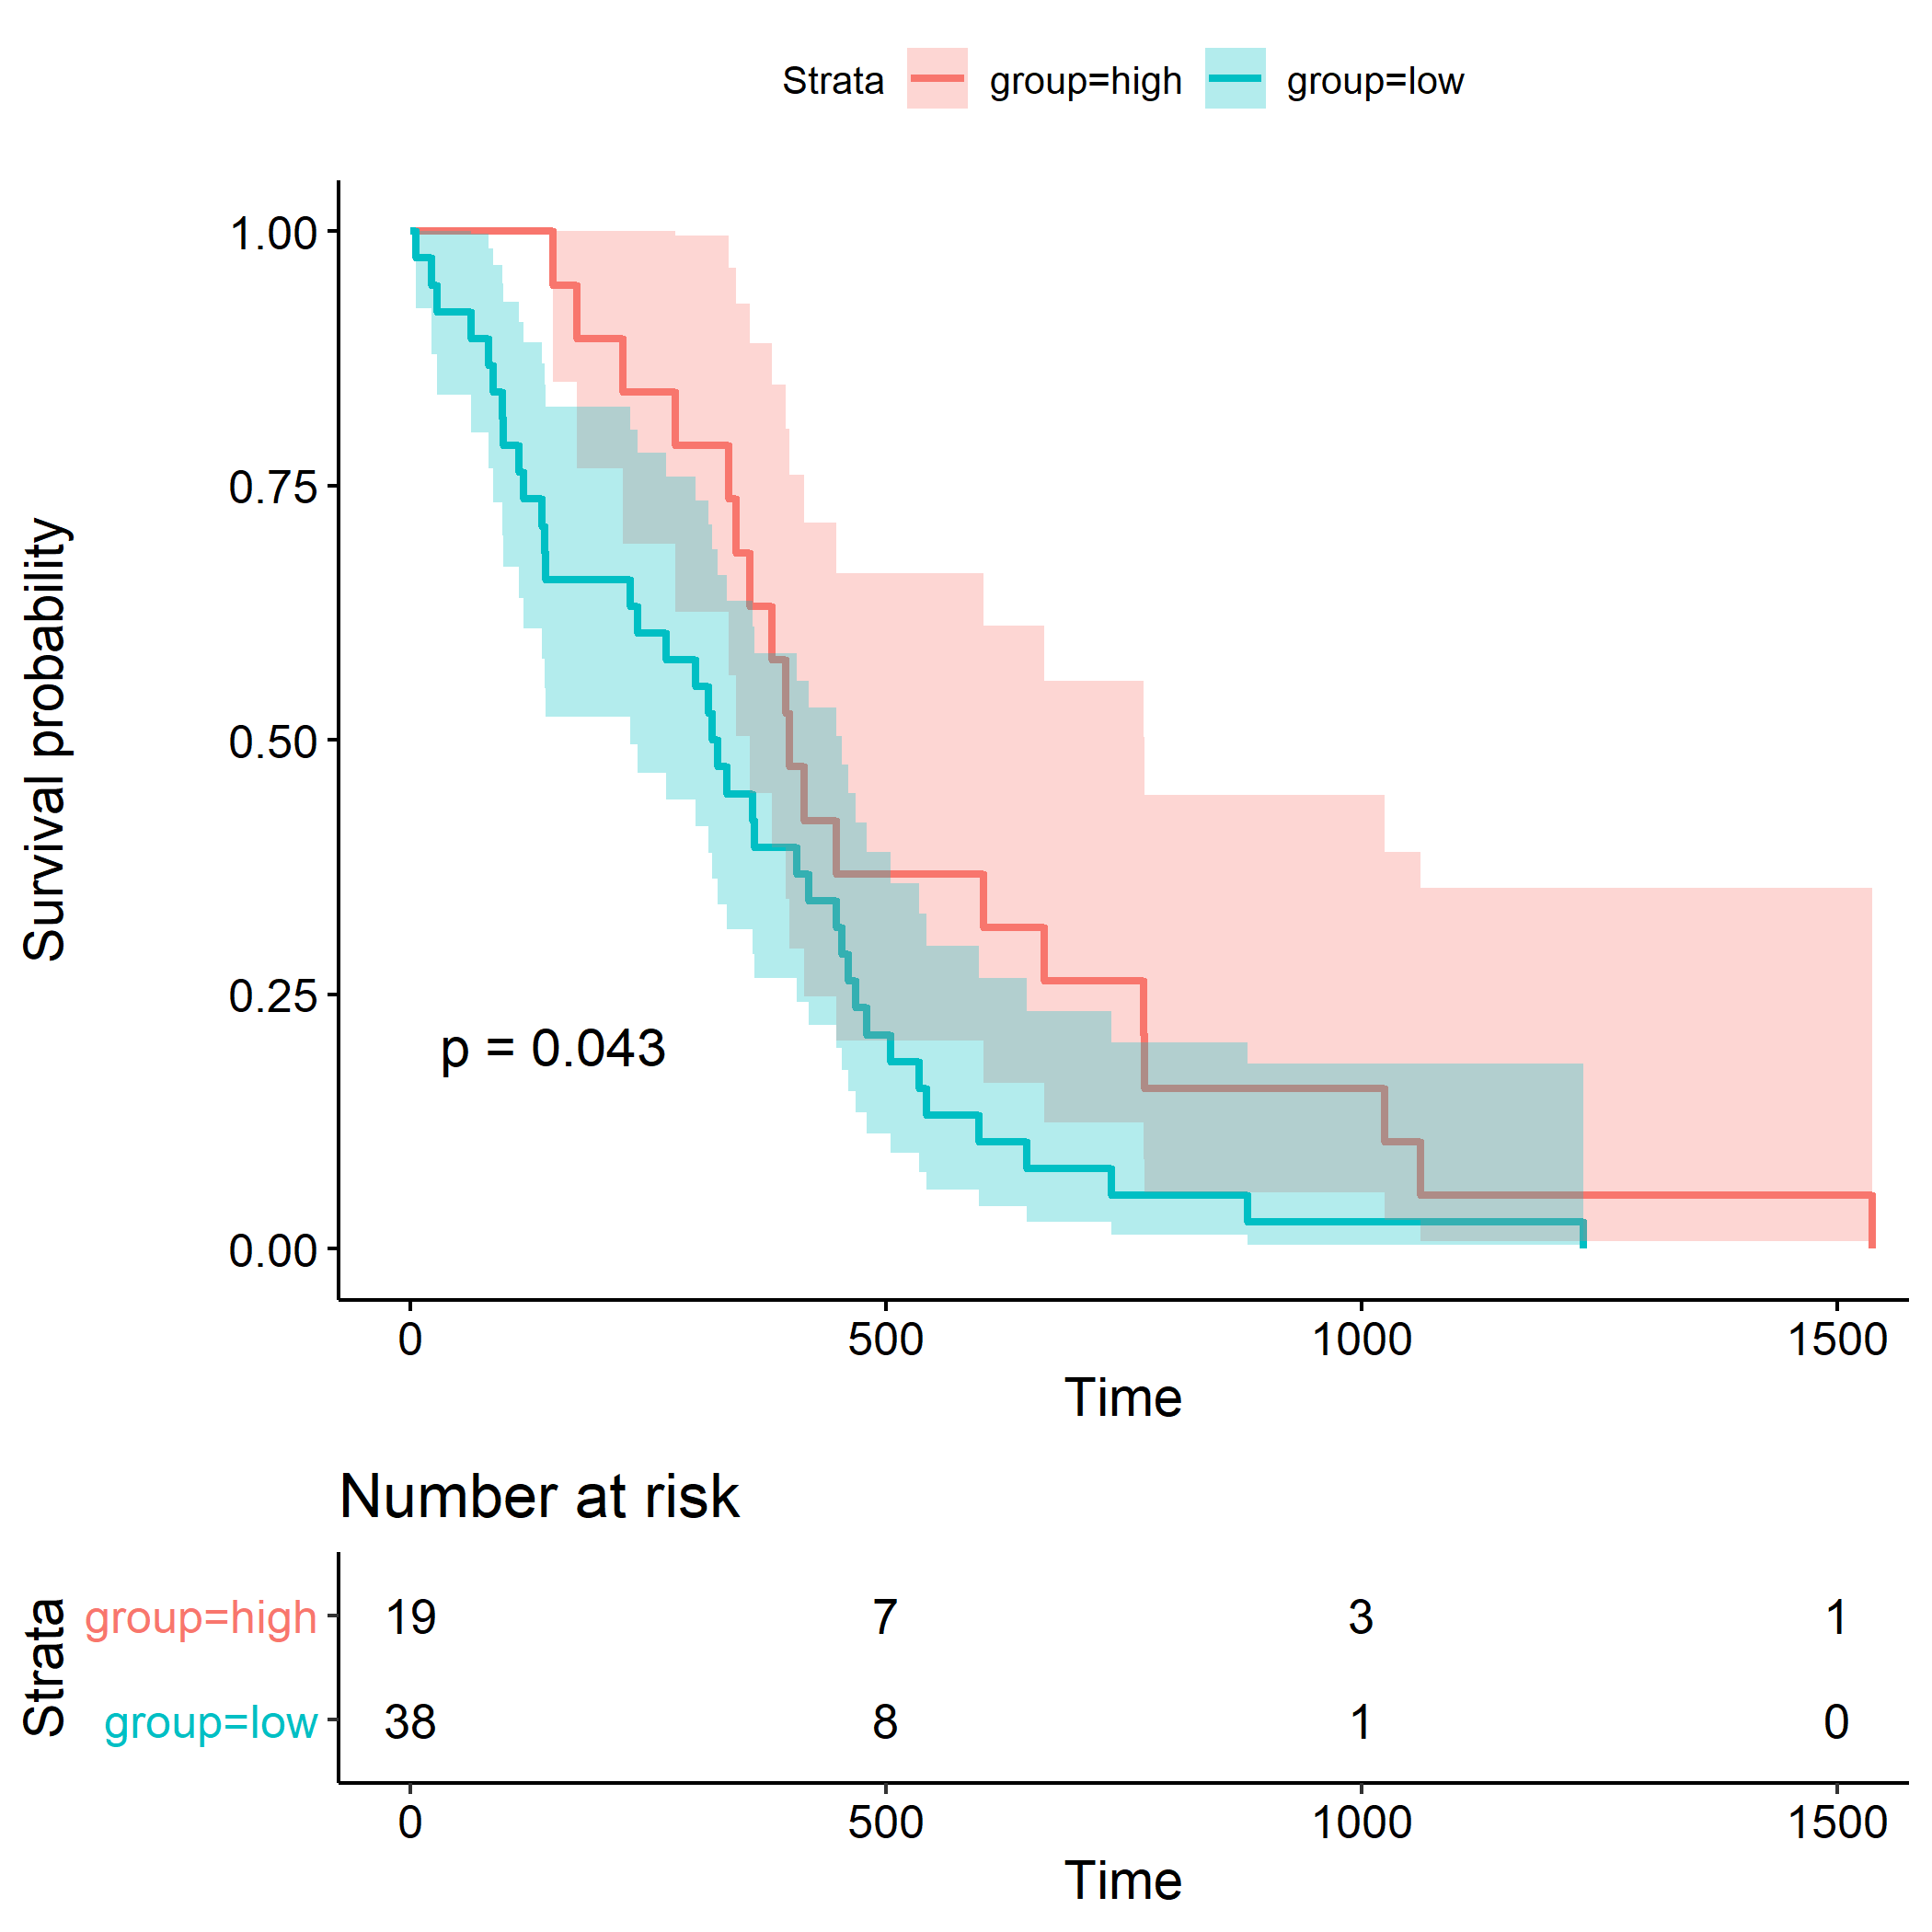 Strata group=high group=low
1.00
0.75
0.50
0.25
0.00
Survival probability
p = 0.043
0 500 1000 1500
Time
Number at risk
Strata
group=high 19 7 3 1
group=low 38 8 1 0
0 500 1000 1500
Time